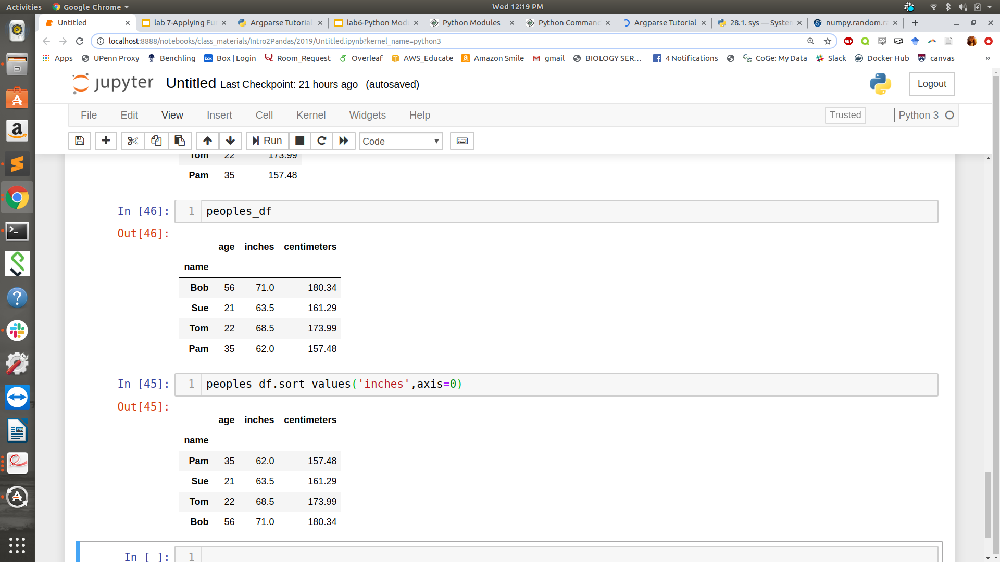 Activities Google Chrome Wed 12:19 PM
Untitled lab 7-Applying Fu Argparse Tutorial lab6-Python Mod Python Modules Python Command Argparse Tutorial 28.1. sys — System numpy.random.r
localhost:8888/notebooks/class_materials/Intro2Pandas/2019/Untitled.ipynb?kernel_name=python3 ABP CSE
Apps UPenn Proxy Benchling box Box | Login Room_Request Overleaf AWS_Educate Amazon Smile gmail BIOLOGY SER... 4 Notifications CoGe: My Data Slack Docker Hub canvas »
jupyter Untitled Last Checkpoint: 21 hours ago (autosaved) Logout
File Edit View Insert Cell Kernel Widgets Help Trusted Python 3
Run Code
Tom 22 173.99
Pam 35 157.48
In [46]: 1 peoples_df
Out[46]:
age inches centimeters
name
Bob 56 71.0 180.34
Sue 21 63.5 161.29
Tom 22 68.5 173.99
Pam 35 62.0 157.48
In [45]: 1 peoples_df.sort_values('inches',axis=0)
Out[45]:
age inches centimeters
name
Pam 35 62.0 157.48
Sue 21 63.5 161.29
Tom 22 68.5 173.99
Bob 56 71.0 180.34
In [ ]: 1